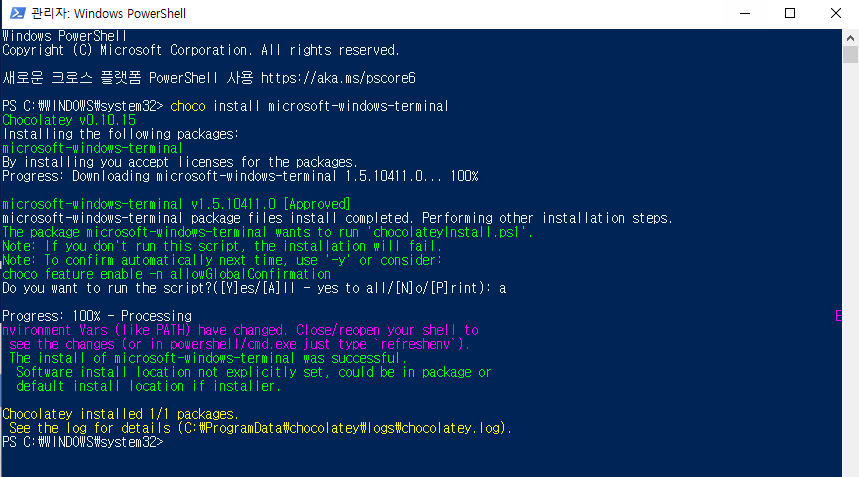 관리자: Windows PowerShell
Windows PowerShell
Copyright (C) Microsoft Corporation. All rights reserved.
새로운 크로스 플랫폼 PowerShell 사용 https://aka.ms/pscore6
PS C:₩WINDOWS₩system32> choco install microsoft-windows-terminal
Chocolatey v0.10.15
Installing the following packages:
microsoft-windows-terminal
By installing you accept licenses for the packages.
Progress: Downloading microsoft-windows-terminal 1.5.10411.0... 100%
microsoft-windows-terminal v1.5.10411.0 [Approved]
microsoft-windows-terminal package files install completed. Performing other installation steps.
The package microsoft-windows-terminal wants to run 'chocolateyInstall.ps1'.
Note: If you don't run this script, the installation will fail.
Note: To confirm automatically next time, use '-y' or consider:
choco feature enable -n allowGlobalConfirmation
Do you want to run the script?([Y]es/[A]ll - yes to all/[N]o/[P]rint): a
Progress: 100% - Processing E
nvironment Vars (like PATH) have changed. Close/reopen your shell to
see the changes (or in powershell/cmd.exe just type `refreshenv`).
The install of microsoft-windows-terminal was successful.
Software install location not explicitly set, could be in package or
default install location if installer.
Chocolatey installed 1/1 packages.
See the log for details (C:₩ProgramData₩chocolatey₩logs₩chocolatey.log).
PS C:₩WINDOWS₩system32>